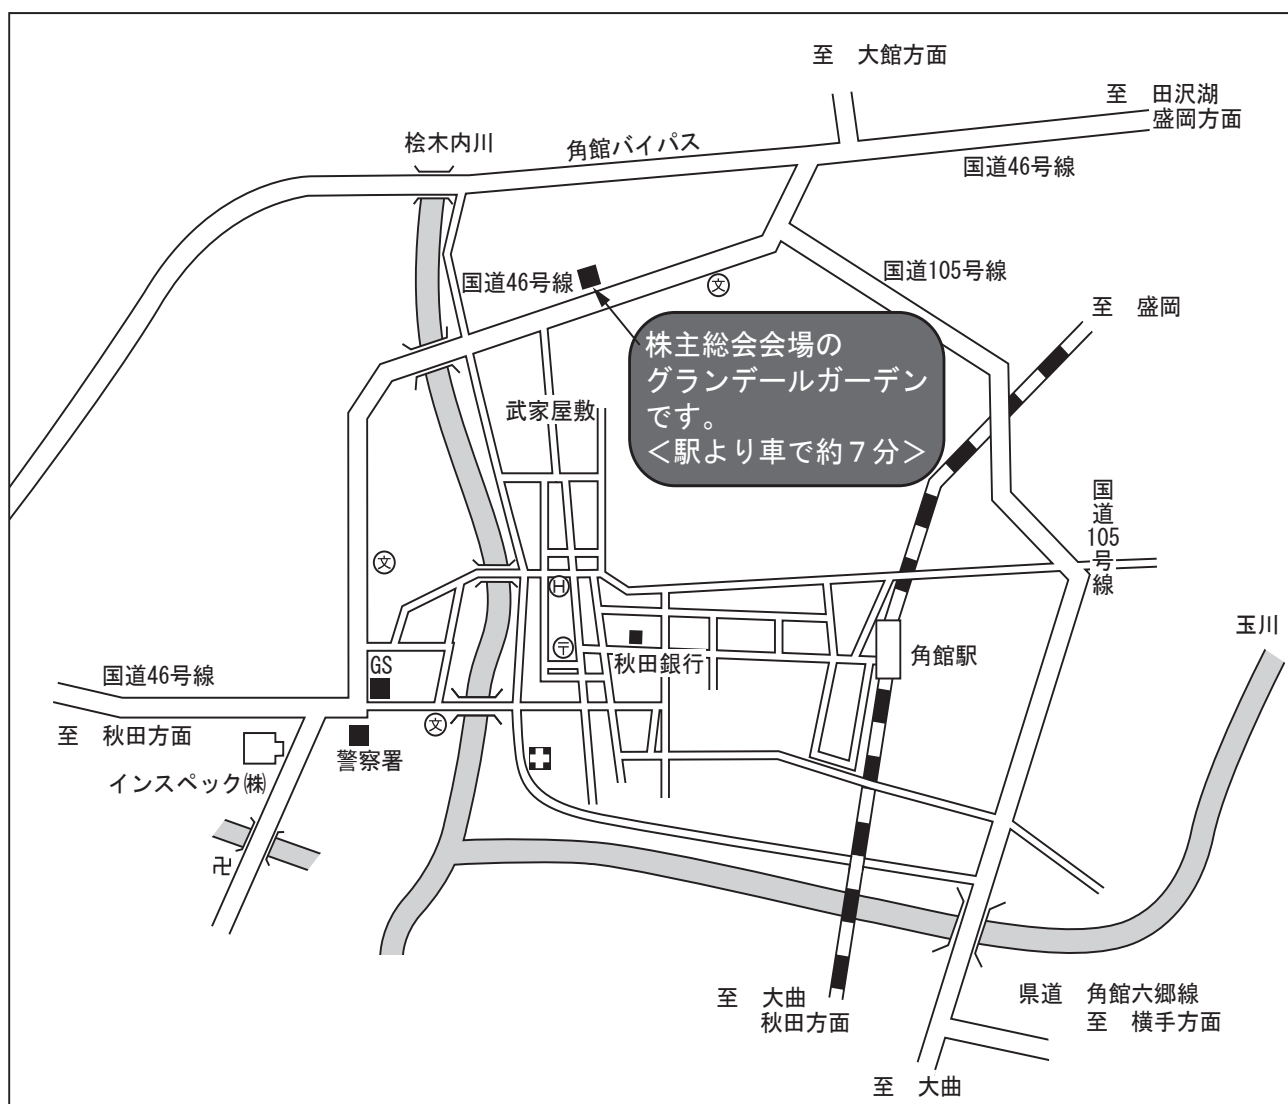 至　大館方面
至　田沢湖
盛岡方面
桧木内川
角館バイパス
国道46号線
国道46号線
国道105号線
文
至　盛岡
株主総会会場の
グランデールガーデン
です。
＜駅より車で約７分＞
武家屋敷
国道105号線
文
H
〒
玉川
秋田銀行
角館駅
GS
国道46号線
文
至　秋田方面
警察署
インスペック㈱
卍
至　大曲
秋田方面
県道　角館六郷線
至　横手方面
至　大曲